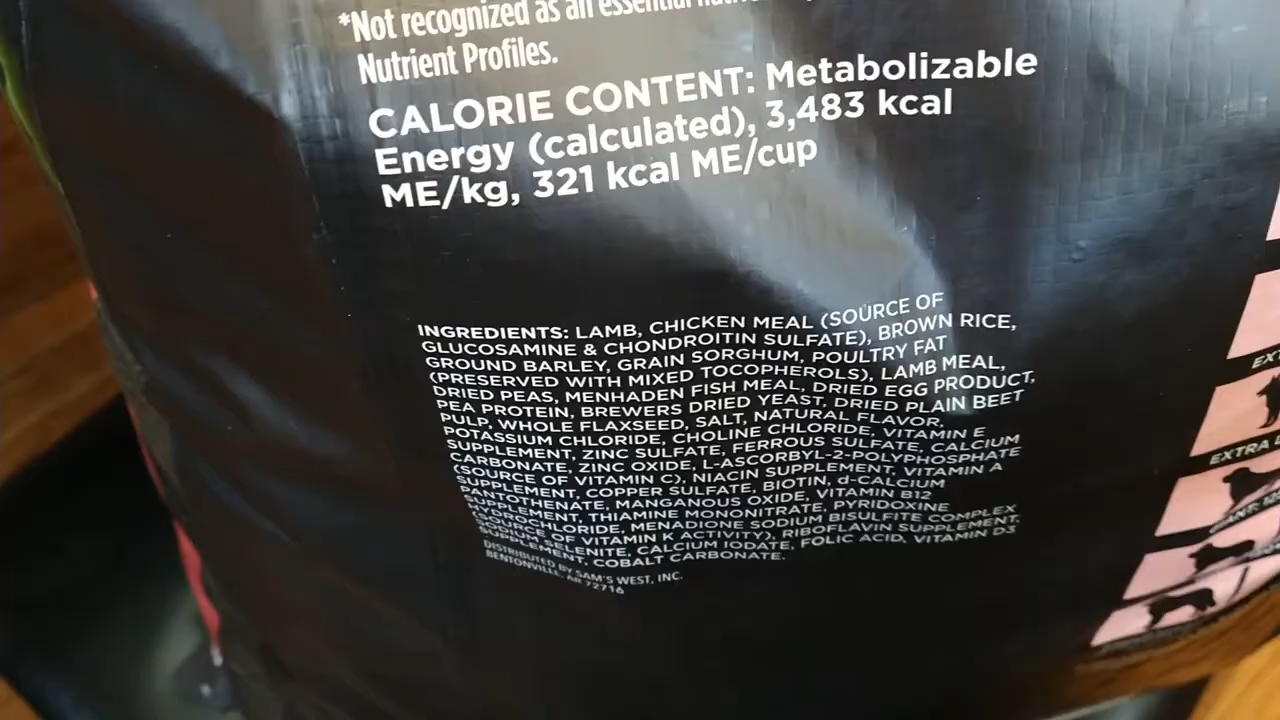 *Not recognized as an essential
Nutrient Profiles.
CALORIE CONTENT: Metabolizable
Energy (calculated), 3,483 kcal
ME/kg, 321 kcal ME/cup
INGREDIENTS: LAMB, CHICKEN MEAL (SOURCE OF
GLUCOSAMINE & CHONDROITIN SULFATE), BROWN RICE,
GROUND BARLEY, GRAIN SORGHUM, POULTRY FAT
(PRESERVED WITH MIXED TOCOPHEROLS), LAMB MEAL,
DRIED PEAS, MENHADEN FISH MEAL, DRIED EGG PRODUCT,
PEA PROTEIN, BREWERS DRIED YEAST, DRIED PLAIN BEET
PULP, WHOLE FLAXSEED, SALT, NATURAL FLAVOR,
POTASSIUM CHLORIDE, CHOLINE CHLORIDE, VITAMIN E
SUPPLEMENT, ZINC SULFATE, FERROUS SULFATE, CALCIUM
CARBONATE, ZINC OXIDE, L-ASCORBYL-2-POLYPHOSPHATE
(SOURCE OF VITAMIN C), NIACIN SUPPLEMENT, VITAMIN A
SUPPLEMENT, COPPER SULFATE, BIOTIN, d-CALCIUM
PANTOTHENATE, MANGANOUS OXIDE, VITAMIN B12
SUPPLEMENT, THIAMINE MONONITRATE, PYRIDOXINE
HYDROCHLORIDE, MENADIONE SODIUM BISULFITE COMPLEX
(SOURCE OF VITAMIN K ACTIVITY), RIBOFLAVIN SUPPLEMENT,
SODIUM SELENITE, CALCIUM IODATE, FOLIC ACID, VITAMIN D3
SUPPLEMENT, COBALT CARBONATE.
DISTRIBUTED BY SAM'S WEST, INC.
BENTONVILLE, AR 72716
EXTRA